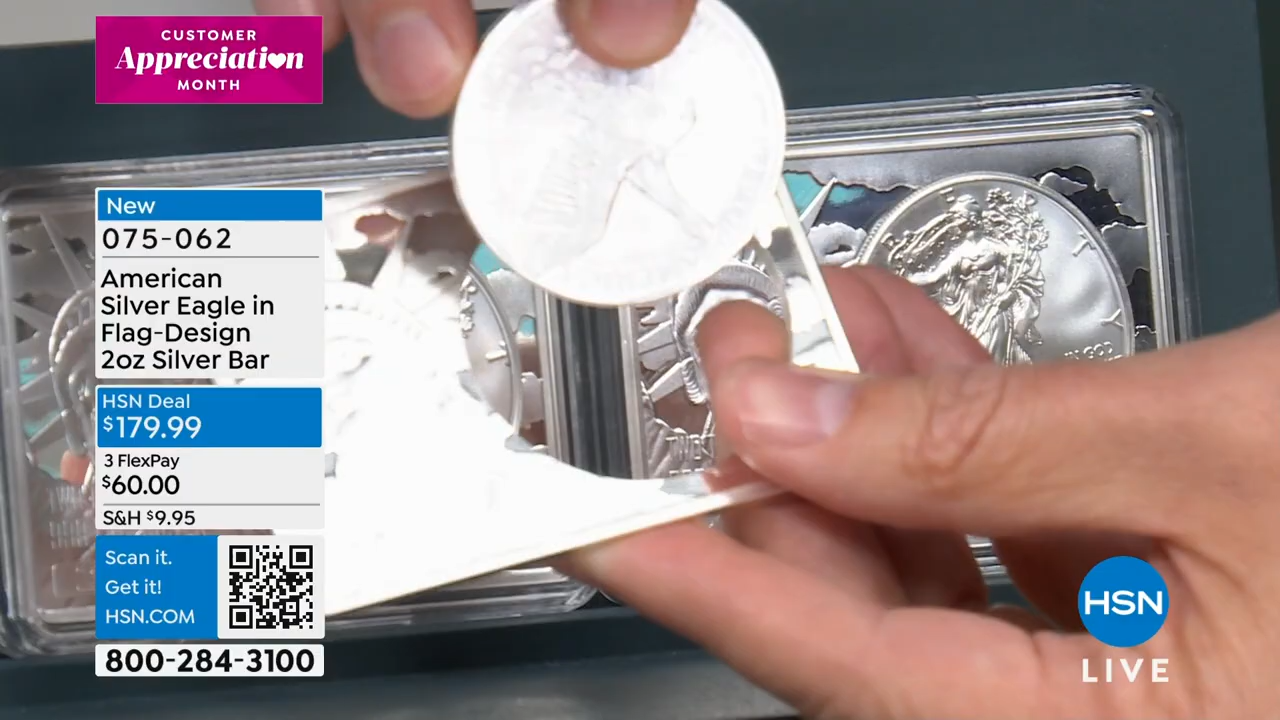 CUSTOMER
Appreciation
MONTH
New
075-062
American
Silver Eagle in
Flag-Design
2oz Silver Bar
HSN Deal
$179.99
3 FlexPay
$60.00
S&H $9.95
Scan it.
Get it!
HSN.COM
800-284-3100
T
Y
GOD
HSN
LIVE